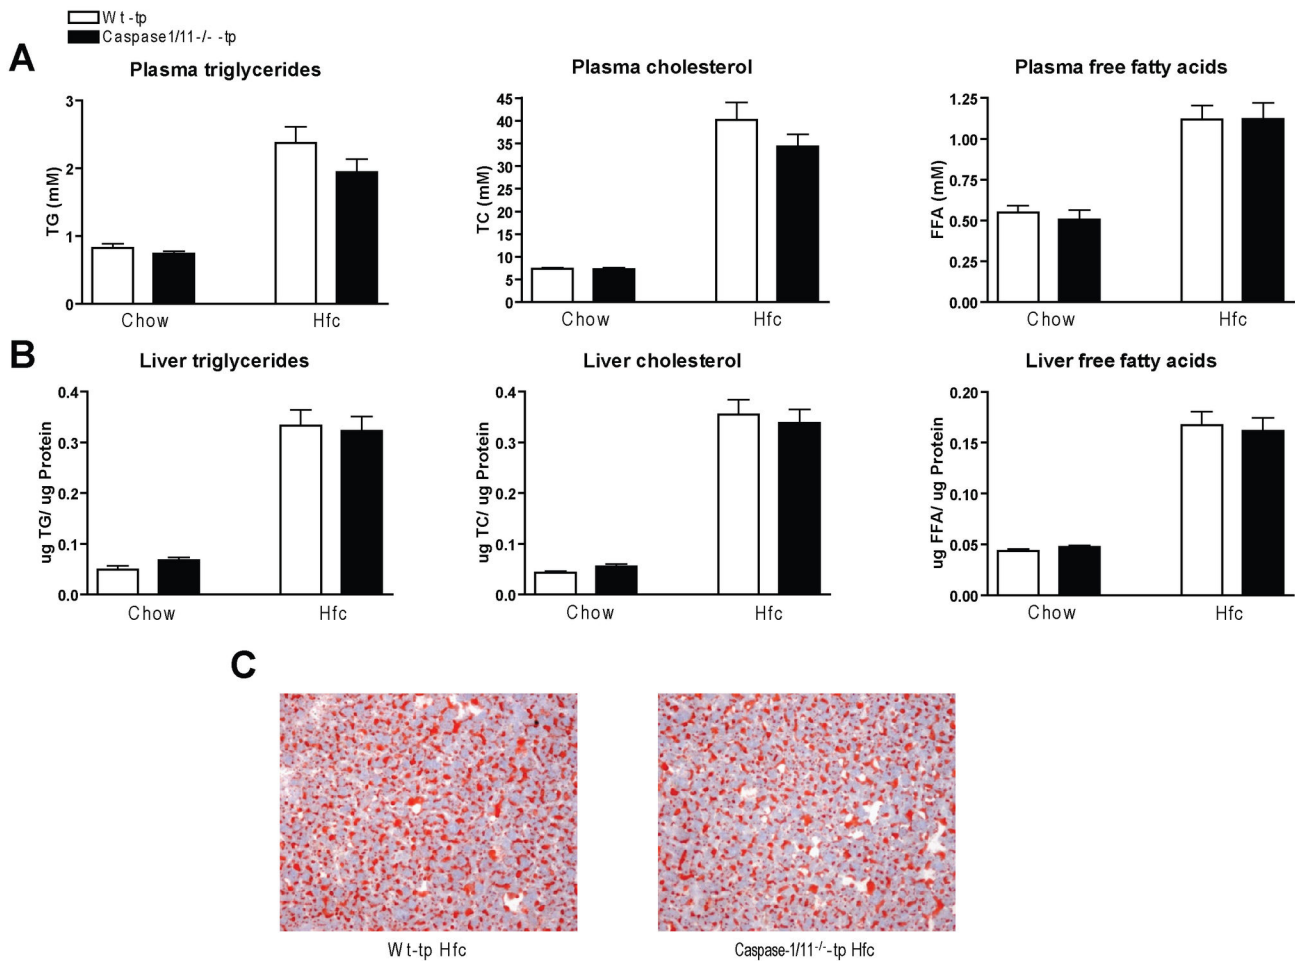 Wt-tp
Caspase1/11-/- -tp
A
Plasma triglycerides
Plasma cholesterol
Plasma free fatty acids
TG (mM)
3
2
1
0
Chow
Hfc
TC (mM)
45
40
35
30
25
20
15
10
5
0
Chow
Hfc
FFA (mM)
1.25
1.00
0.75
0.50
0.25
0.00
Chow
Hfc
B
Liver triglycerides
Liver cholesterol
Liver free fatty acids
ug TG/ ug Protein
0.4
0.3
0.2
0.1
0.0
Chow
Hfc
ug TC/ ug Protein
0.4
0.3
0.2
0.1
0.0
Chow
Hfc
ug FFA/ ug Protein
0.20
0.15
0.10
0.05
0.00
Chow
Hfc
C
Wt-tp Hfc
Caspase-1/11-/--tp Hfc